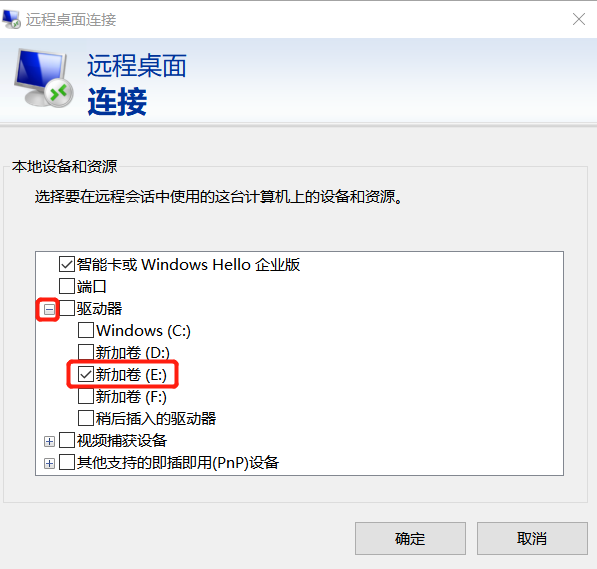 远程桌面连接
远程桌面
连接
本地设备和资源
选择要在远程会话中使用的这台计算机上的设备和资源。
智能卡或 Windows Hello 企业版
端口
驱动器
Windows (C:)
新加卷 (D:)
新加卷 (E:)
新加卷 (F:)
稍后插入的驱动器
视频捕获设备
其他支持的即插即用(PnP)设备
确定
取消